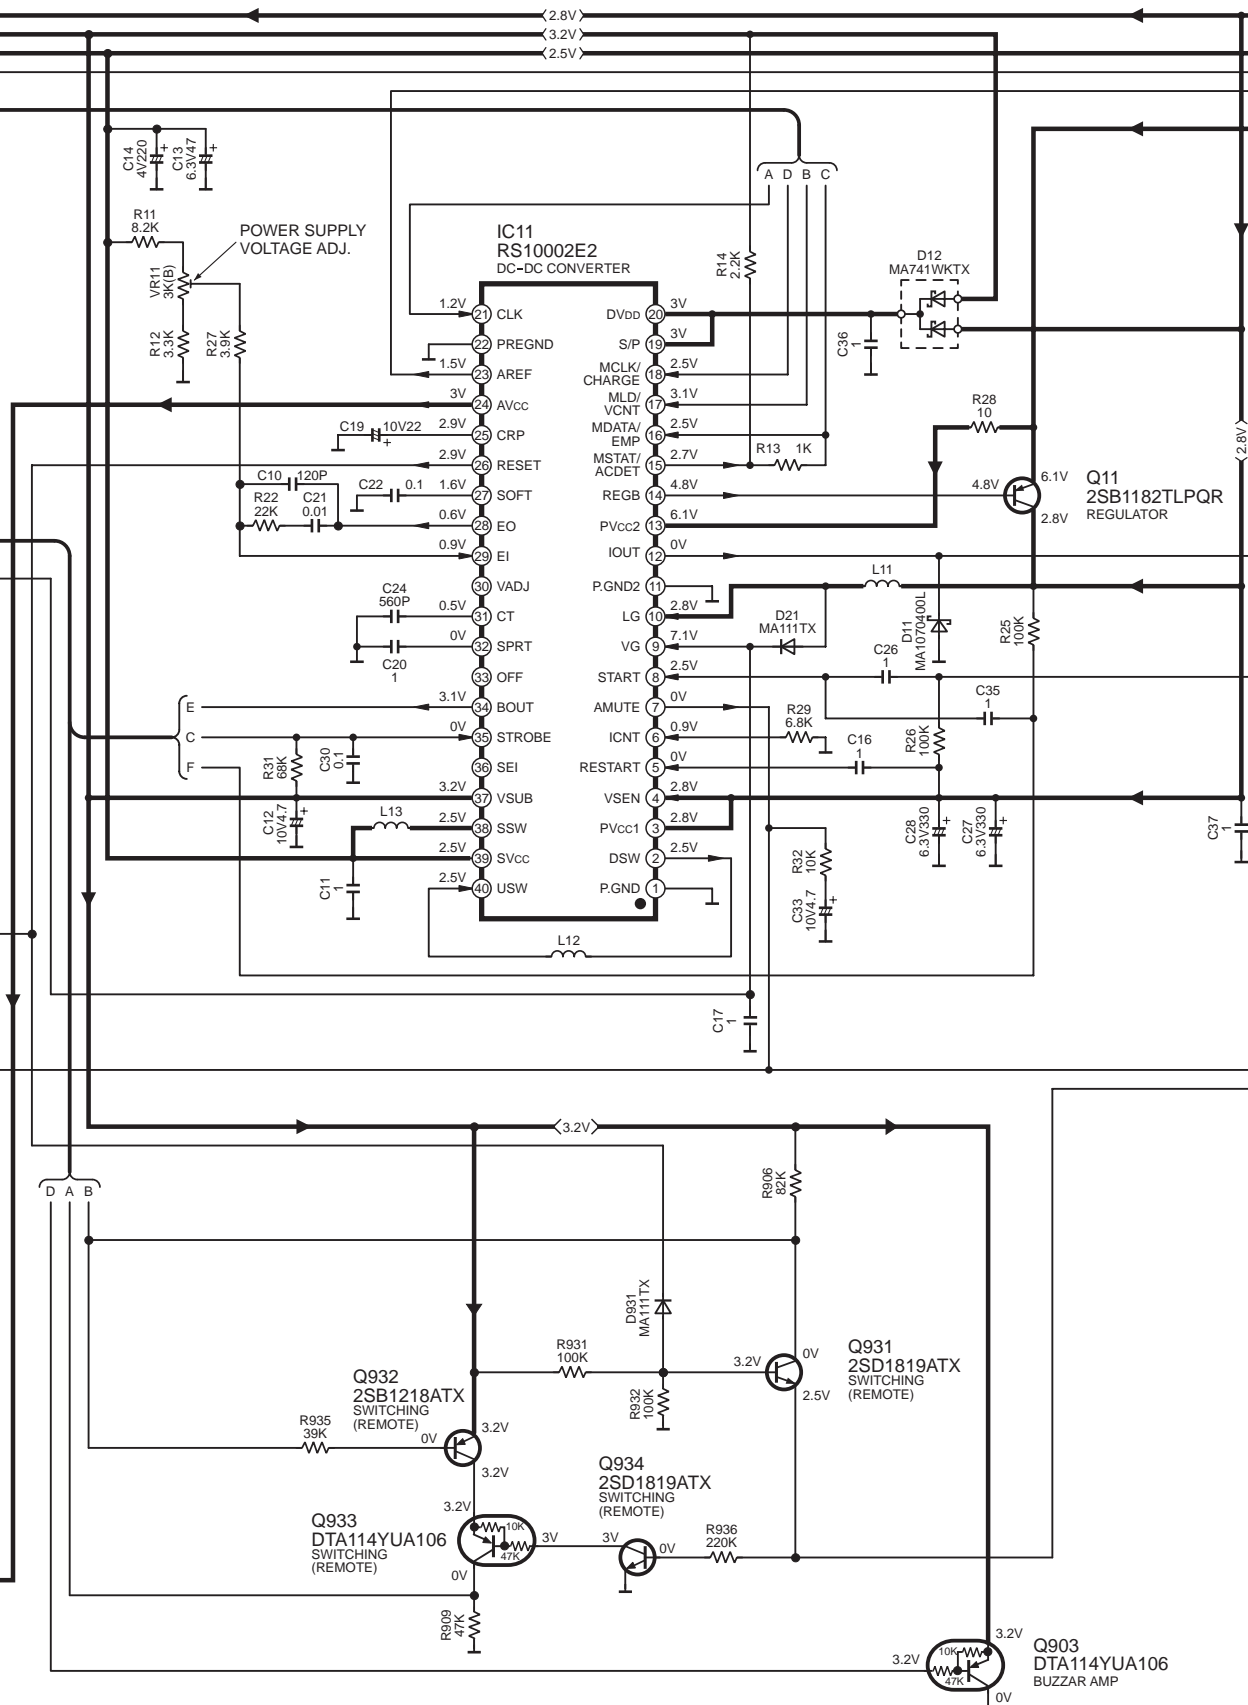 2.8V
3.2V
2.5V
C14
4V220
C13
6.3V47
A D B C
R11
8.2K
POWER SUPPLY
VOLTAGE ADJ.
VR11
3K(B)
R12
3.3K
R27
3.9K
IC11
RS10002E2
DC-DC CONVERTER
R14
2.2K
D12
MA741WKTX
C36
1
1.2V 21 CLK
22 PREGND
1.5V 23 AREF
3V 24 AVcc
C19 10V22 + 2.9V 25 CRP
2.9V 26 RESET
C10 120P
C22 0.1 1.6V 27 SOFT
R22
22K
C21
0.01
0.6V 28 EO
0.9V 29 EI
30 VADJ
C24
560P
0.5V 31 CT
0V 32 SPRT
C20
1
33 OFF
E 3.1V 34 BOUT
C 0V 35 STROBE
F
R31
68K
C30
0.1
36 SEI
C12
10V4.7
3.2V 37 VSUB
L13
2.5V 38 SSW
2.5V 39 SVcc
C11
1
2.5V 40 USW
DVDD 20 3V
S/P 19 3V
MCLK/
CHARGE 18 2.5V
MLD/
VCNT 17 3.1V
MDATA/
EMP 16 2.5V
MSTAT/
ACDET 15 2.7V
R13 1K
REGB 14 4.8V
PVcc2 13 6.1V
IOUT 12 0V
P.GND2 11
LG 10 2.8V
VG 9 7.1V
START 8 2.5V
AMUTE 7 0V
ICNT 6 0.9V
RESTART 5 0V
VSEN 4 2.8V
PVcc1 3 2.8V
DSW 2 2.5V
P.GND 1
R28
10
4.8V
6.1V
2.8V
Q11
2SB1182TLPQR
REGULATOR
2.8V
L11
D21
MA111TX
D11
MA1070400L
R25
100K
C26
1
C35
1
R29
6.8K
C16
1
R26
100K
C28
6.3V330
C27
6.3V330
C37
1
R32
10K
C33
10V4.7
L12
C17
1
3.2V
D A B
R906
82K
D931
MA111TX
R931
100K
R932
100K
3.2V
0V
2.5V
Q931
2SD1819ATX
SWITCHING
(REMOTE)
Q932
2SB1218ATX
SWITCHING
(REMOTE)
R935
39K
0V
3.2V
3.2V
Q934
2SD1819ATX
SWITCHING
(REMOTE)
Q933
DTA114YUA106
SWITCHING
(REMOTE)
3.2V
10K
47K
3V
3V
0V
R936
220K
0V
R909
47K
3.2V
3.2V
10K
47K
0V
Q903
DTA114YUA106
BUZZAR AMP